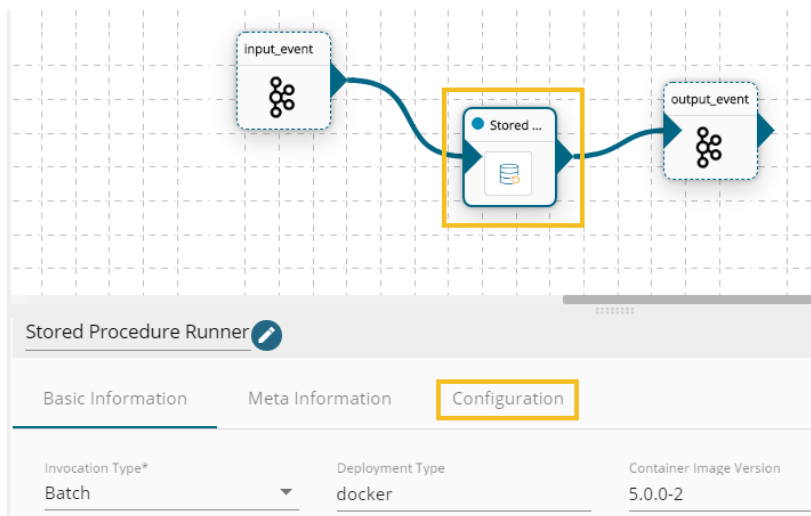 input_event
Stored ...
output_event
Stored Procedure Runner
Basic Information Meta Information Configuration
Invocation Type* Deployment Type Container Image Version
Batch docker 5.0.0-2